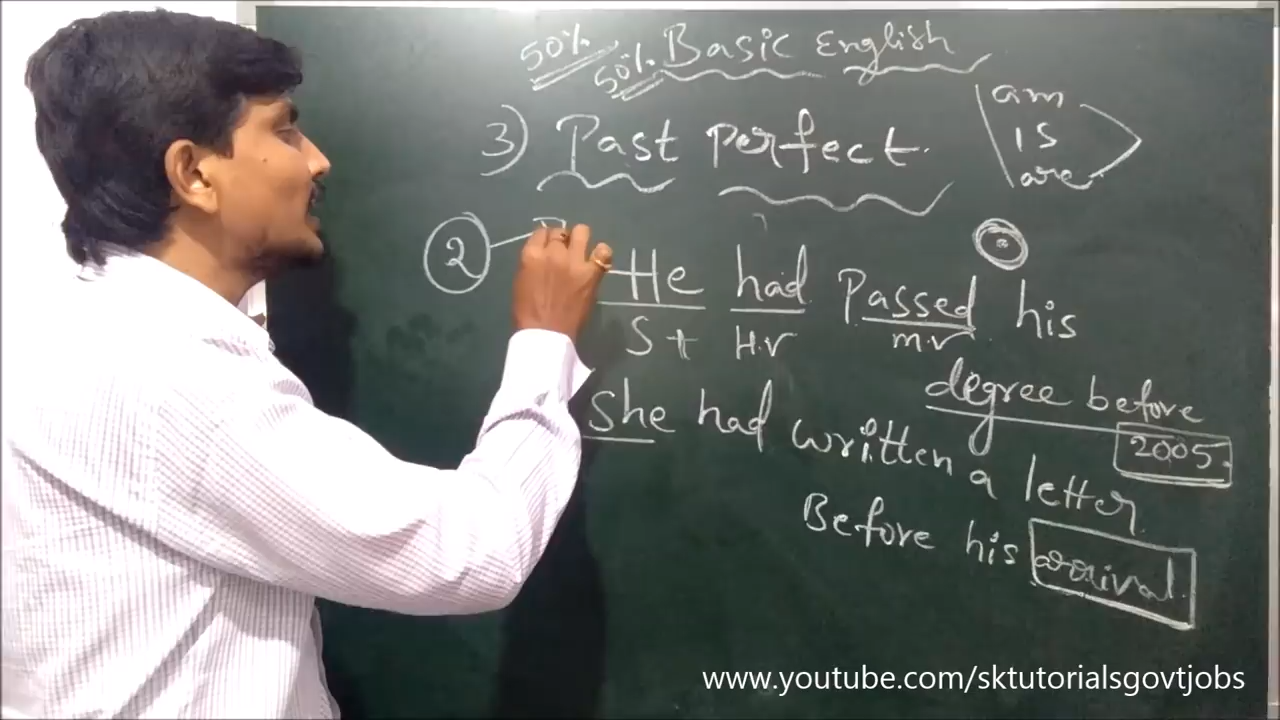 50% 50% Basic English
3) Past Perfect.
am
is
are
2
He had Passed his
S + H.V M.V
degree before
2005.
She had written a letter
Before his arrival
www.youtube.com/sktutorialsgovtjobs